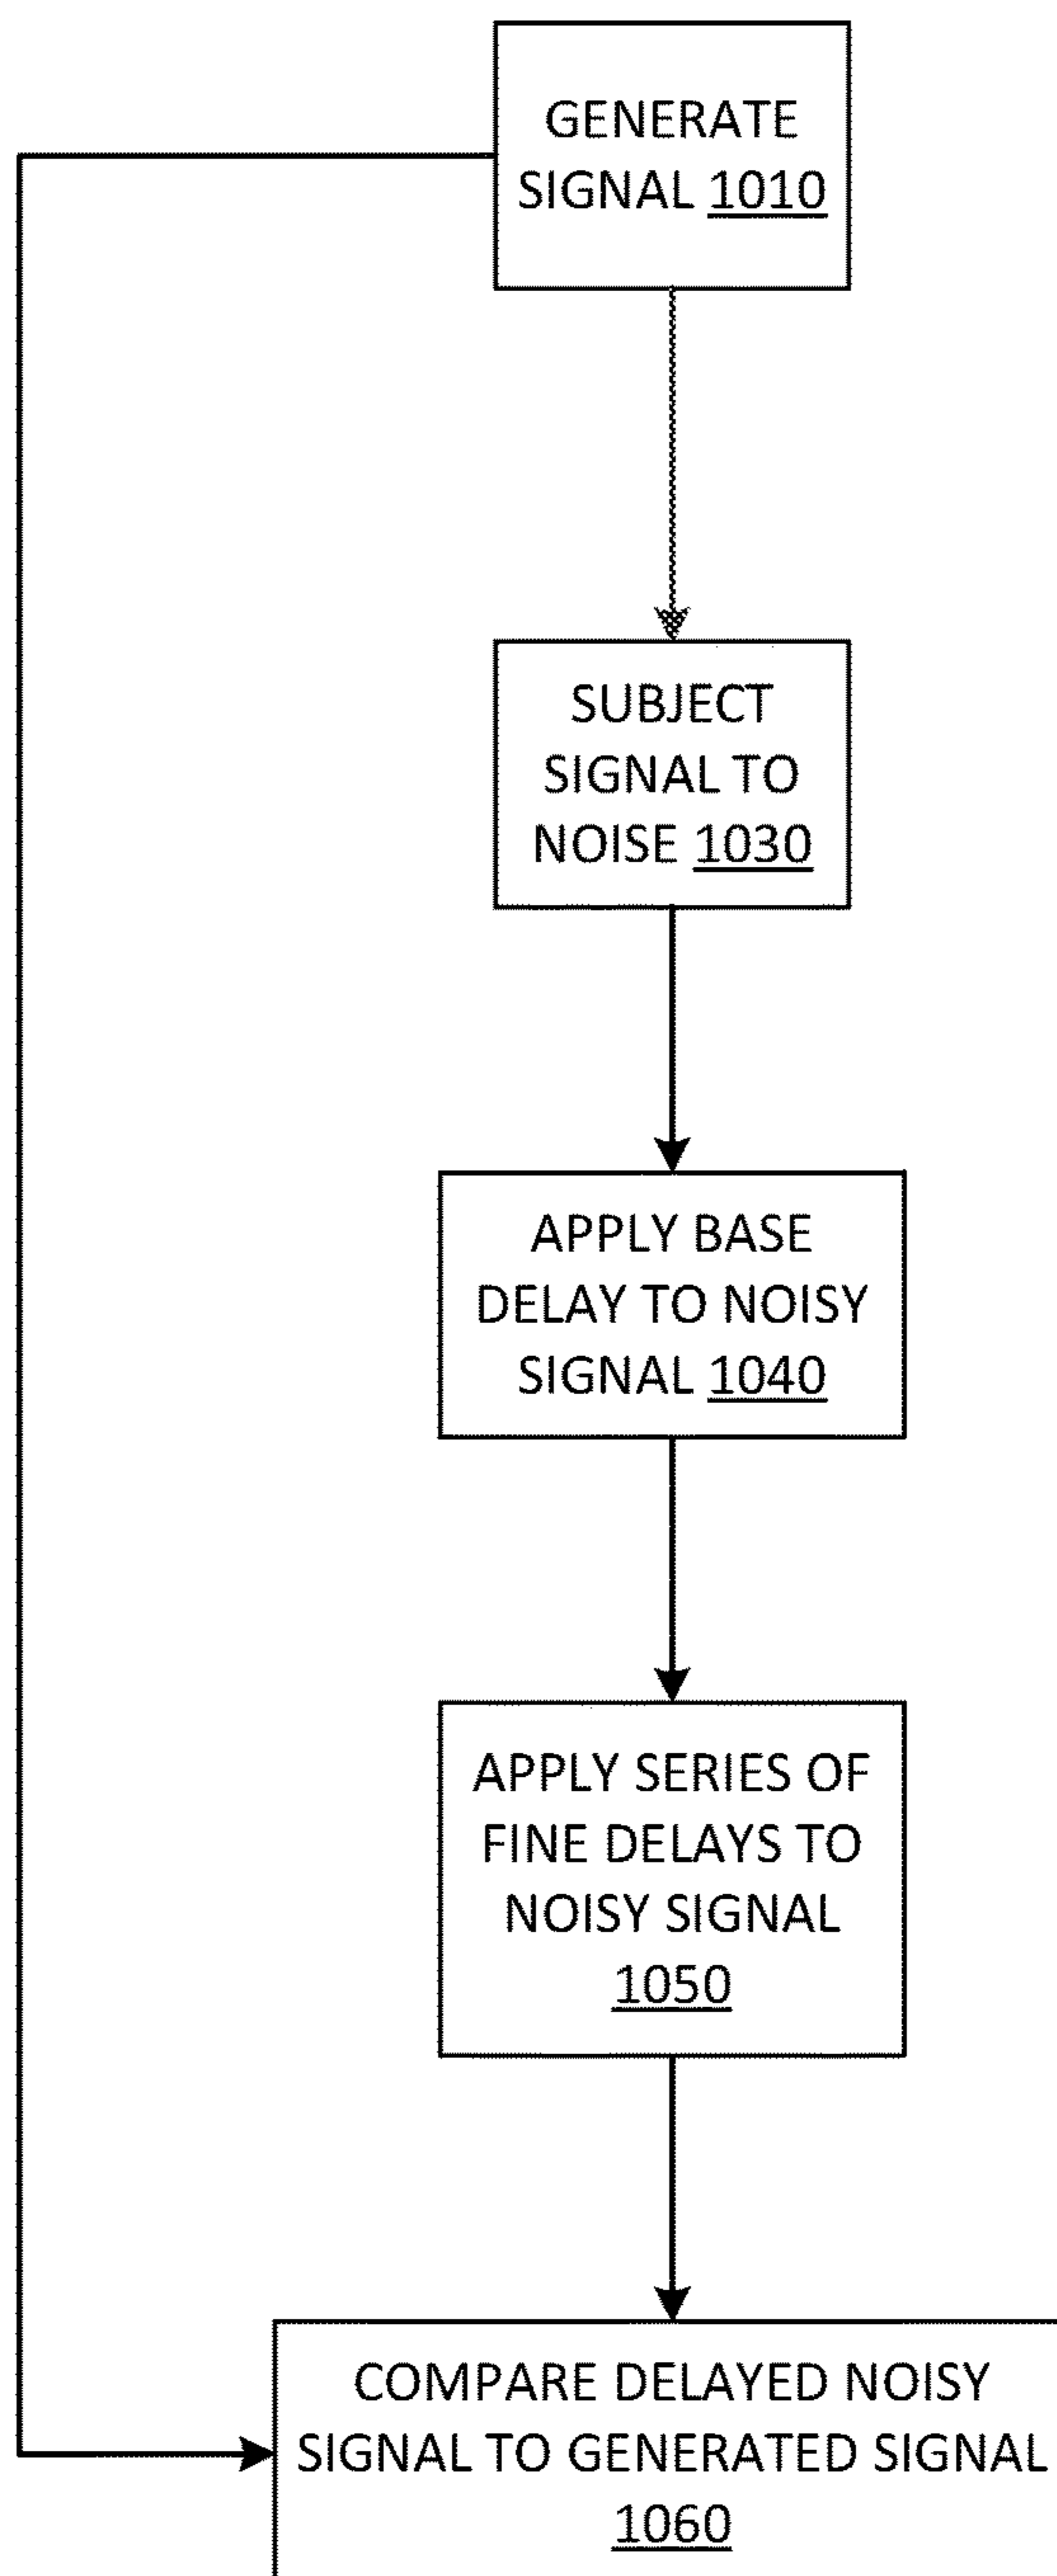 GENERATE
SIGNAL 1010
SUBJECT
SIGNAL TO
NOISE 1030
APPLY BASE
DELAY TO NOISY
SIGNAL 1040
APPLY SERIES OF
FINE DELAYS TO
NOISY SIGNAL
1050
COMPARE DELAYED NOISY
SIGNAL TO GENERATED SIGNAL
1060